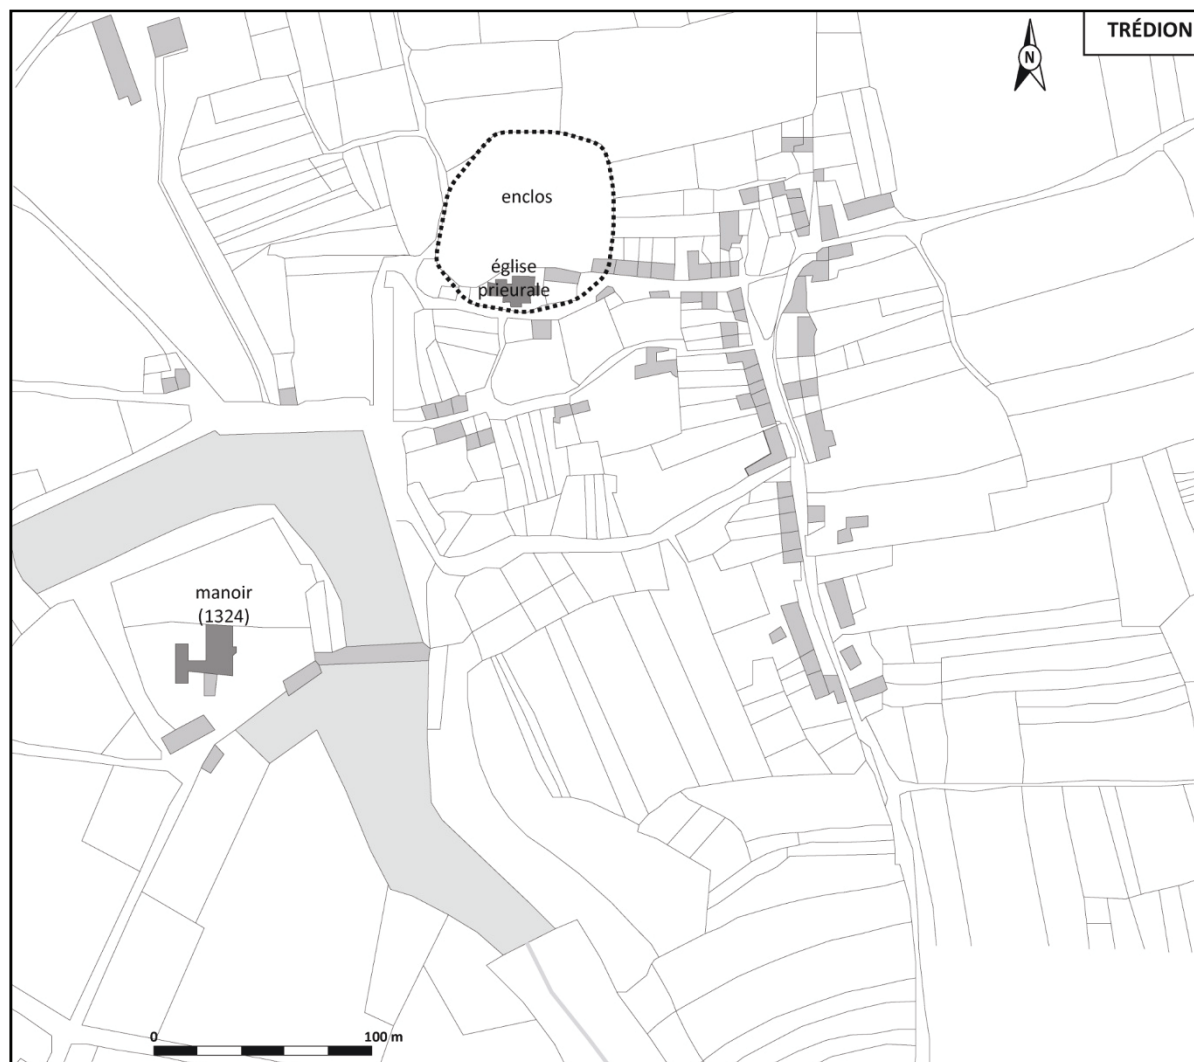 TRÉDION
N
enclos
église
prieurale
manoir
(1324)
0
100 m